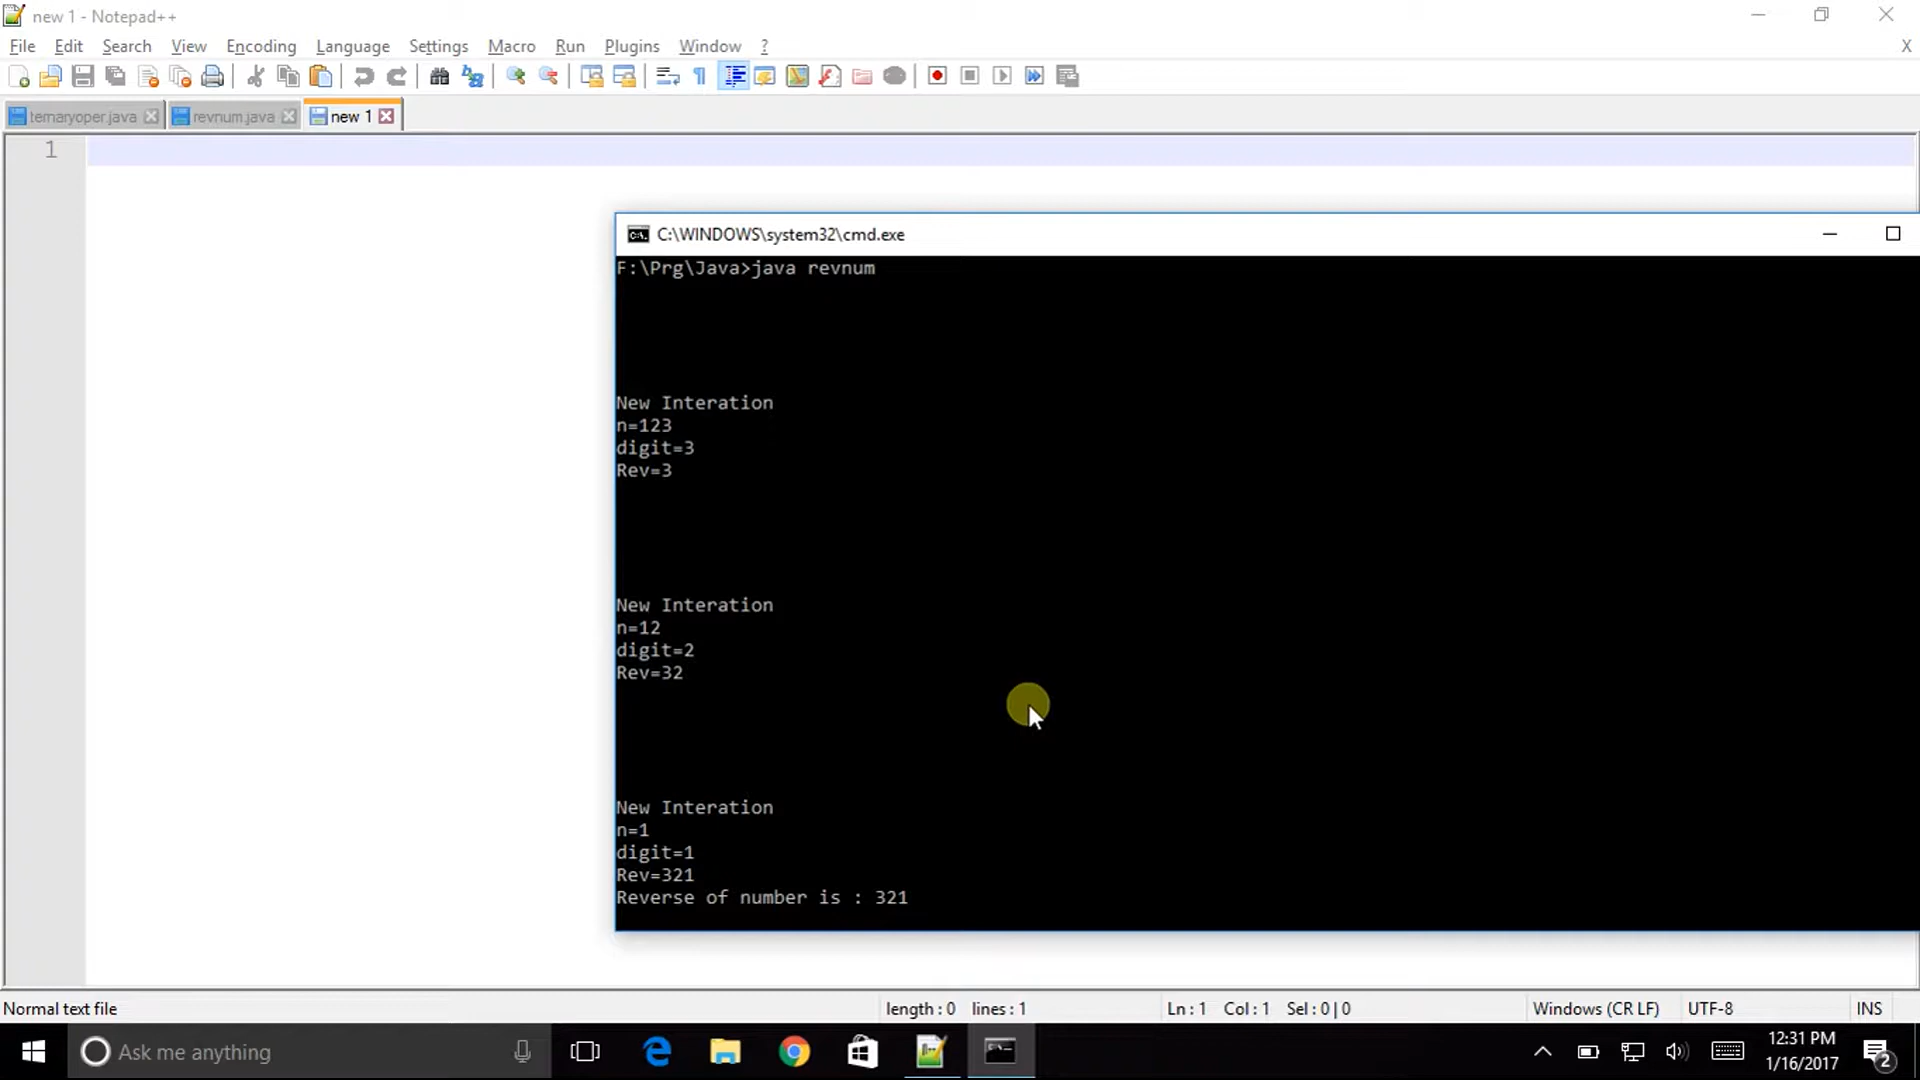 new 1 - Notepad++
File Edit Search View Encoding Language Settings Macro Run Plugins Window ? X
temaryoper.java revnum.java new 1
1
C:\WINDOWS\system32\cmd.exe
F:\Prg\Java>java revnum
New Interation
n=123
digit=3
Rev=3
New Interation
n=12
digit=2
Rev=32
New Interation
n=1
digit=1
Rev=321
Reverse of number is : 321
Normal text file length : 0 lines : 1 Ln : 1 Col : 1 Sel : 0 | 0 Windows (CR LF) UTF-8 INS
Ask me anything
12:31 PM
1/16/2017
2